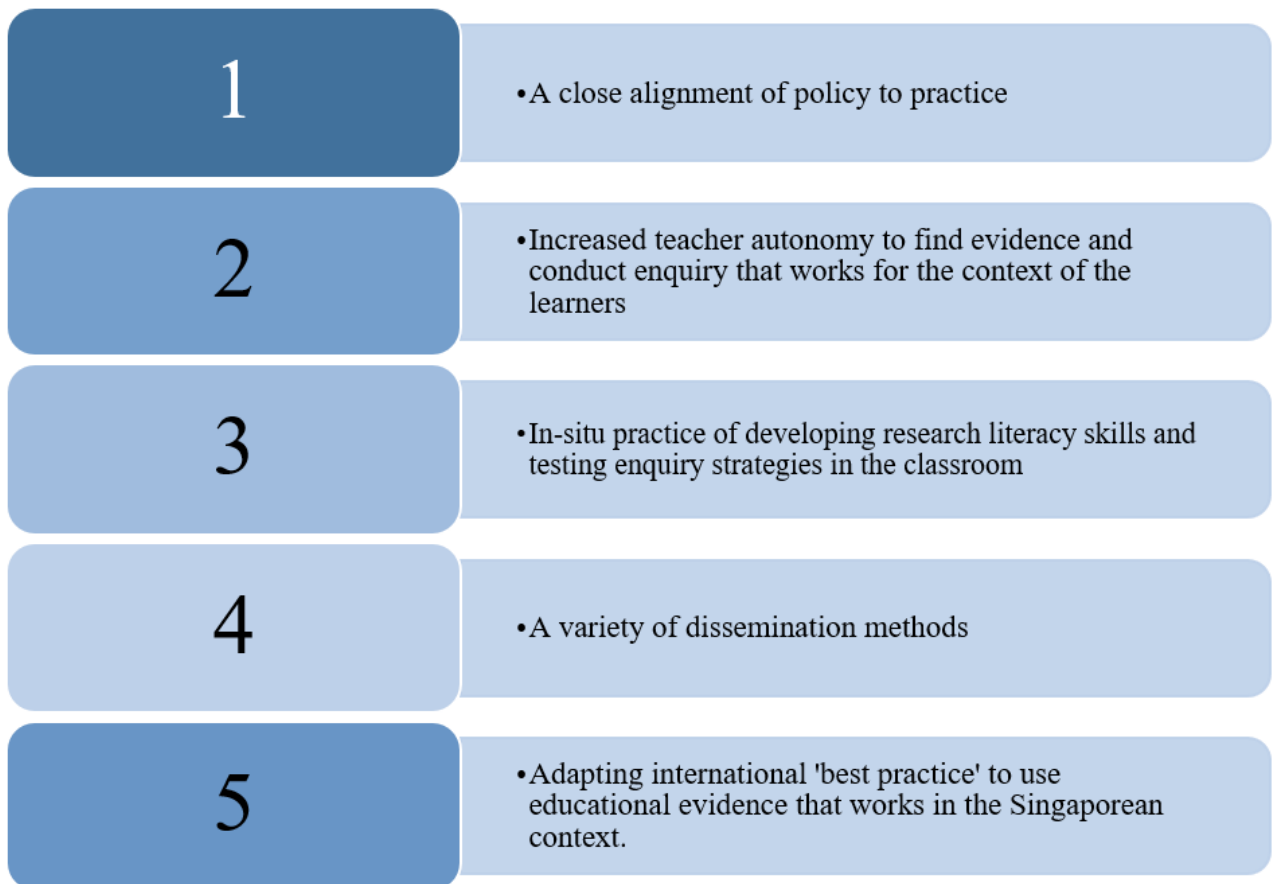 1
•A close alignment of policy to practice
2
•Increased teacher autonomy to find evidence and
conduct enquiry that works for the context of the
learners
3
•In-situ practice of developing research literacy skills and
testing enquiry strategies in the classroom
4
•A variety of dissemination methods
5
•Adapting international 'best practice' to use
educational evidence that works in the Singaporean
context.